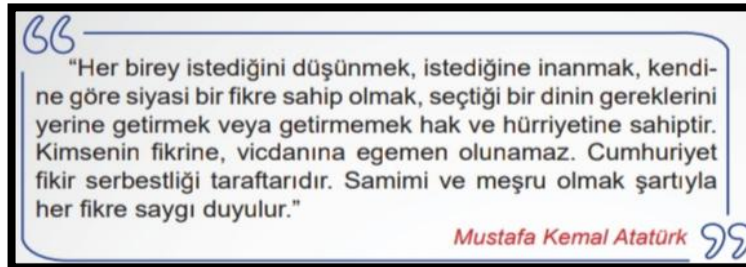 “Her birey istediğini düşünmek, istediğine inanmak, kendi-
ne göre siyasi bir fikre sahip olmak, seçtiği bir dinin gereklerini
yerine getirmek veya getirmemek hak ve hürriyetine sahiptir.
Kimsenin fikrine, vicdanına egemen olunamaz. Cumhuriyet
fikir serbestliği taraftarıdır. Samimi ve meşru olmak şartıyla
her fikre saygı duyulur.”
Mustafa Kemal Atatürk